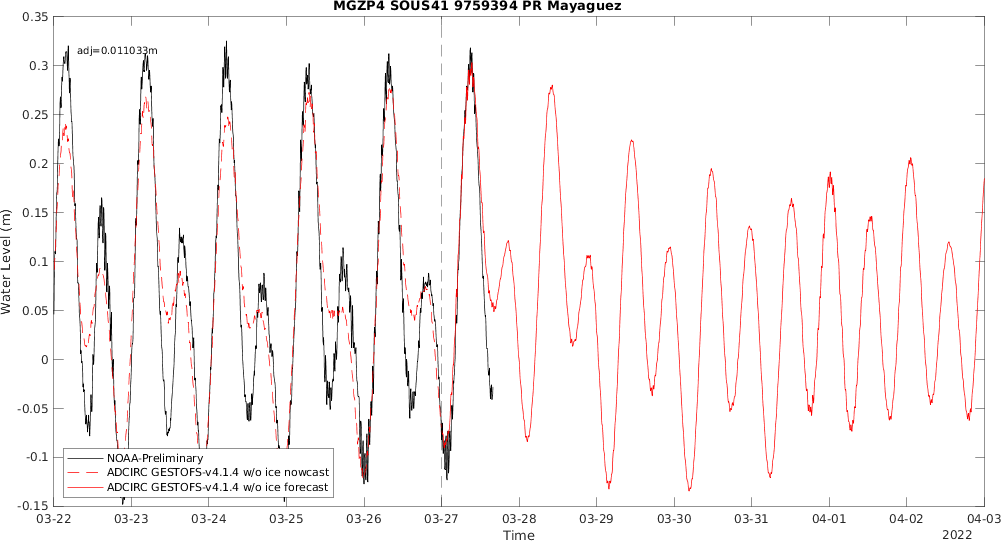 MGZP4 SOUS41 9759394 PR Mayaguez
adj=0.011033m
Water Level (m)
0.35
0.3
0.25
0.2
0.15
0.1
0.05
0
-0.05
-0.1
-0.15
NOAA-Preliminary
ADCIRC GESTOFS-v4.1.4 w/o ice nowcast
ADCIRC GESTOFS-v4.1.4 w/o ice forecast
03-22 03-23 03-24 03-25 03-26 03-27 03-28 03-29 03-30 03-31 04-01 04-02 04-03
Time
2022